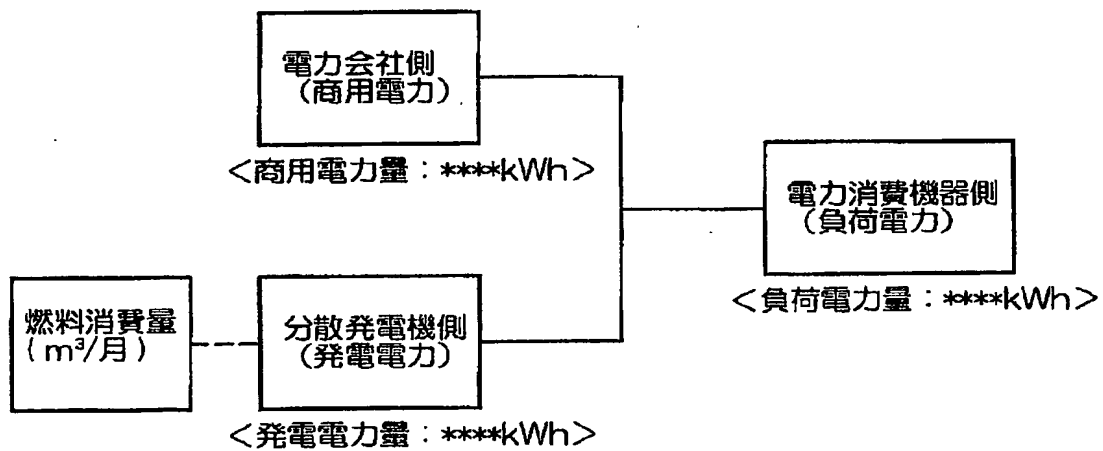 電力会社側
（商用電力）
＜商用電力量：****kWh＞
電力消費機器側
（負荷電力）
＜負荷電力量：****kWh＞
燃料消費量
（m³/月）
分散発電機側
（発電電力）
＜発電電力量：****kWh＞